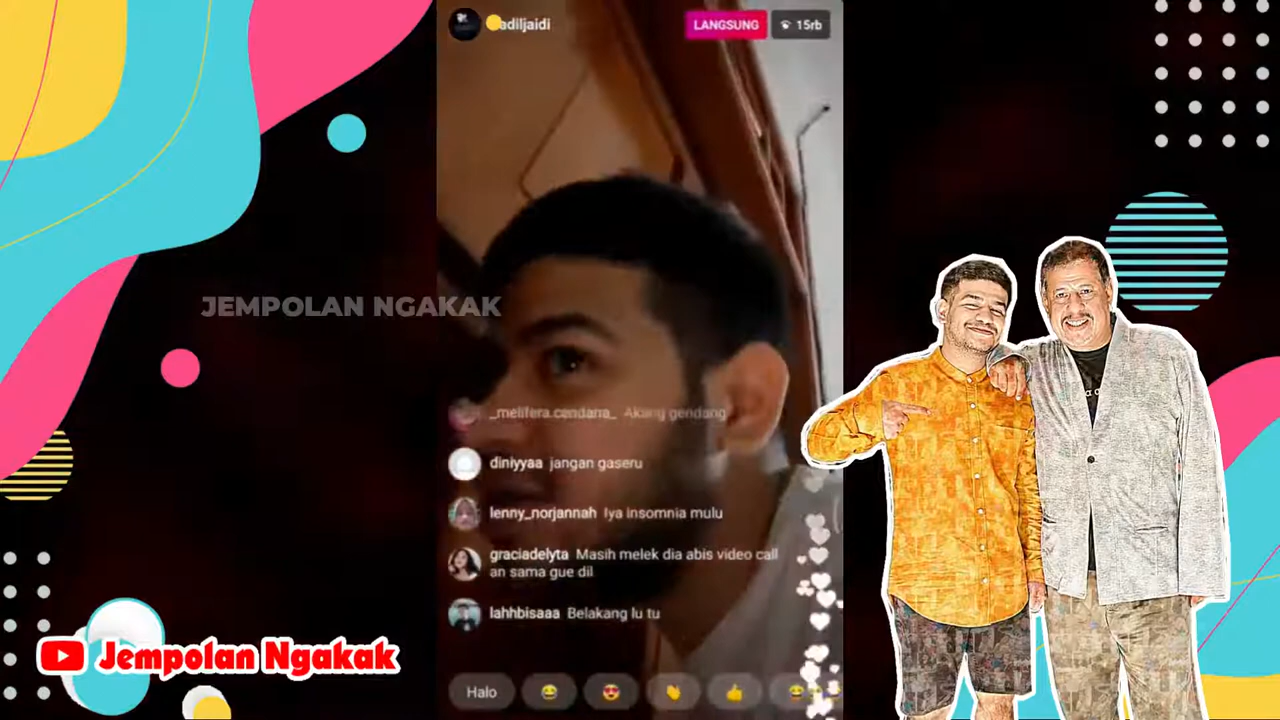 adiljaidi
LANGSUNG
15rb
JEMPOLAN NGAKAK
_melifera.cendana_ Akang gendang
diniyyaa jangan gaseru
lenny_norjannah Iya insomnia mulu
graciadelyta Masih melek dia abis video call
an sama gue dil
lahhbisaaa Belakang lu tu
Jempolan Ngakak
Halo